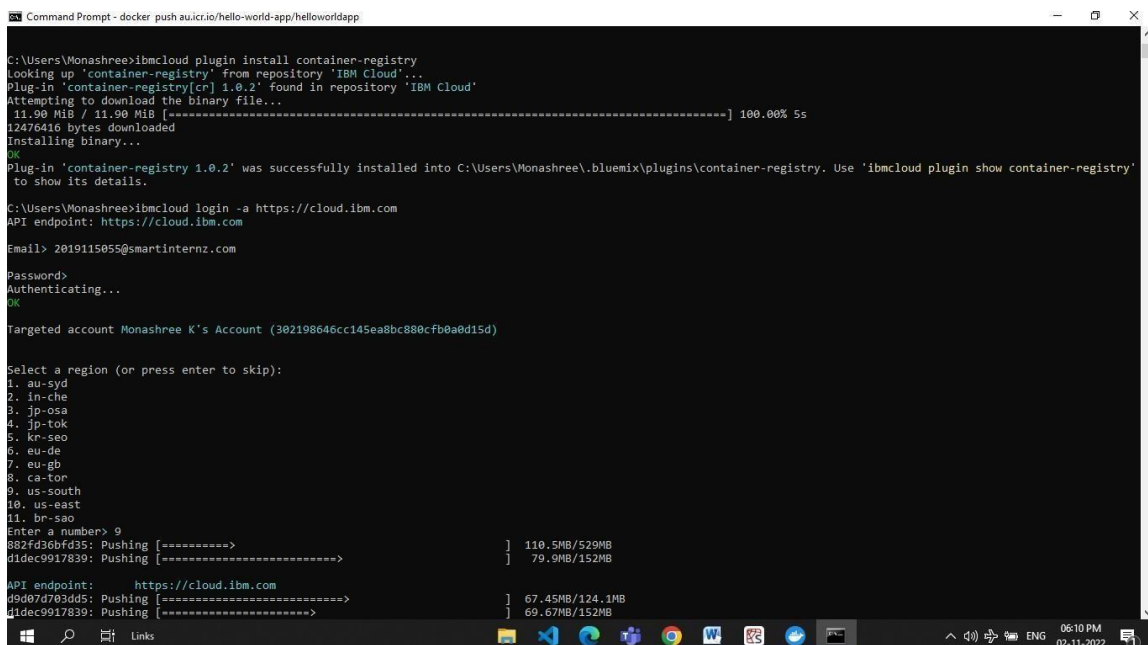 Command Prompt - docker push au.icr.io/hello-world-app/helloworldapp
C:\Users\Monashree>ibmcloud plugin install container-registry
Looking up 'container-registry' from repository 'IBM Cloud'...
Plug-in 'container-registry[cr] 1.0.2' found in repository 'IBM Cloud'
Attempting to download the binary file...
11.90 MiB / 11.90 MiB [=====================================================================================] 100.00% 5s
12476416 bytes downloaded
Installing binary...
OK
Plug-in 'container-registry 1.0.2' was successfully installed into C:\Users\Monashree\.bluemix\plugins\container-registry. Use 'ibmcloud plugin show container-registry'
to show its details.
C:\Users\Monashree>ibmcloud login -a https://cloud.ibm.com
API endpoint: https://cloud.ibm.com
Email> 2019115055@smartinternz.com
Password>
Authenticating...
OK
Targeted account Monashree K's Account (302198646cc145ea8bc880cfb0a0d15d)
Select a region (or press enter to skip):
1. au-syd
2. in-che
3. jp-osa
4. jp-tok
5. kr-seo
6. eu-de
7. eu-gb
8. ca-tor
9. us-south
10. us-east
11. br-sao
Enter a number> 9
882fd36bfd35: Pushing [==========>                                        ] 110.5MB/529MB
d1dec9917839: Pushing [==========================>                        ] 79.9MB/152MB
API endpoint: https://cloud.ibm.com
d9d07d703dd5: Pushing [===========================>                       ] 67.45MB/124.1MB
d1dec9917839: Pushing [======================>                            ] 69.67MB/152MB
Links
ENG
06:10 PM
02-11-2022